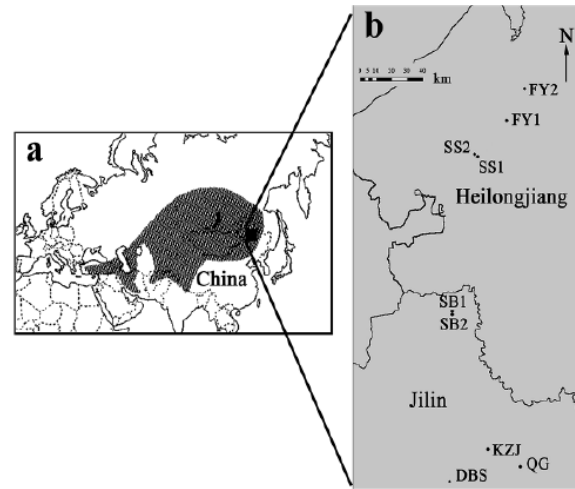 a
China
b
N
km
FY2
FY1
SS2
SS1
Heilongjiang
SB1
SB2
Jilin
KZJ
QG
DBS